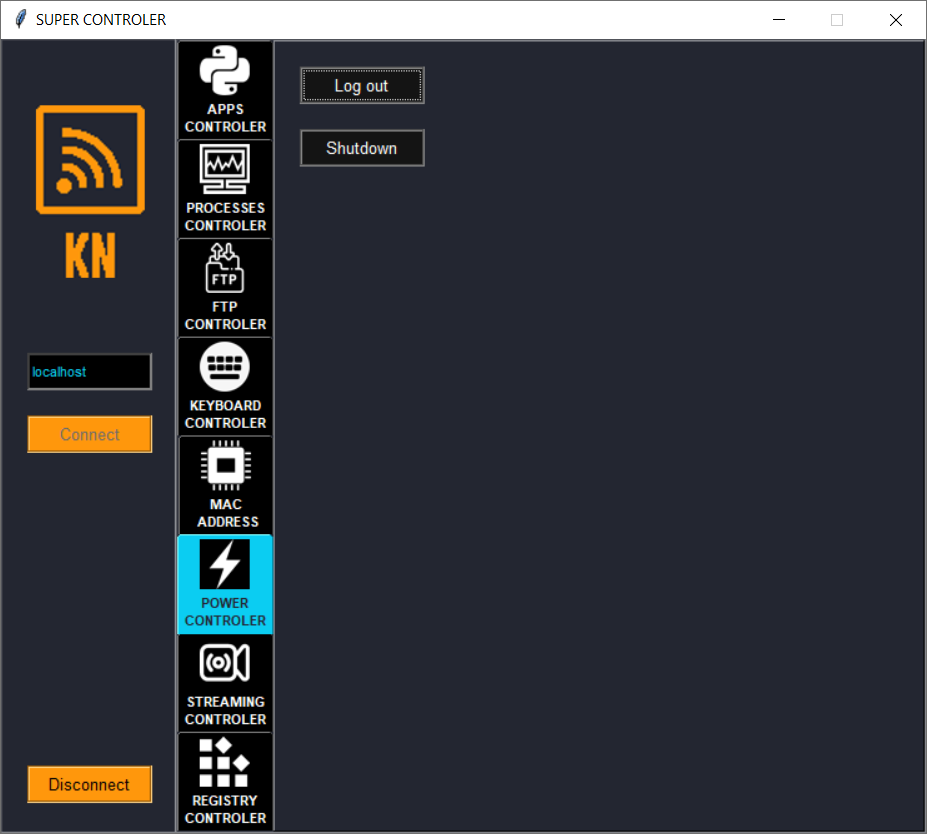 SUPER CONTROLER
KN
localhost
Connect
Disconnect
APPS
CONTROLER
PROCESSES
CONTROLER
FTP
FTP
CONTROLER
KEYBOARD
CONTROLER
MAC
ADDRESS
POWER
CONTROLER
STREAMING
CONTROLER
REGISTRY
CONTROLER
Log out
Shutdown